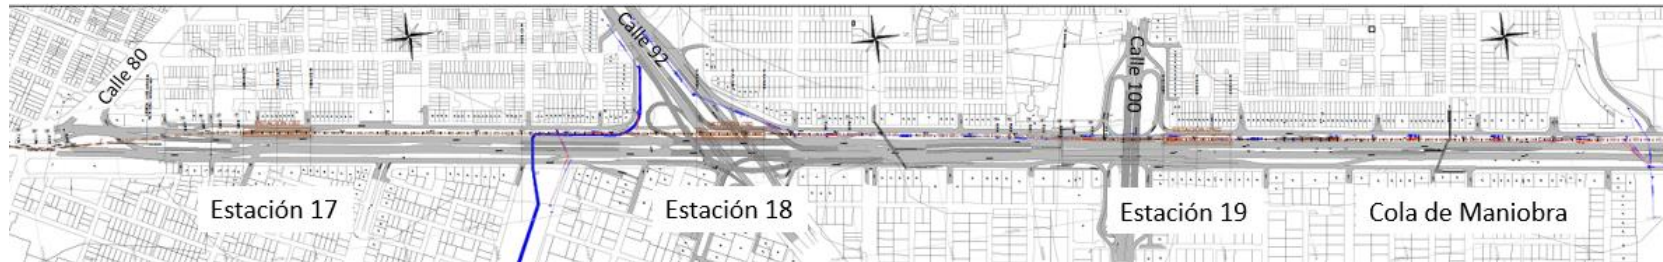 Calle 80
Calle 92
Calle 100
Estación 17
Estación 18
Estación 19
Cola de Maniobra